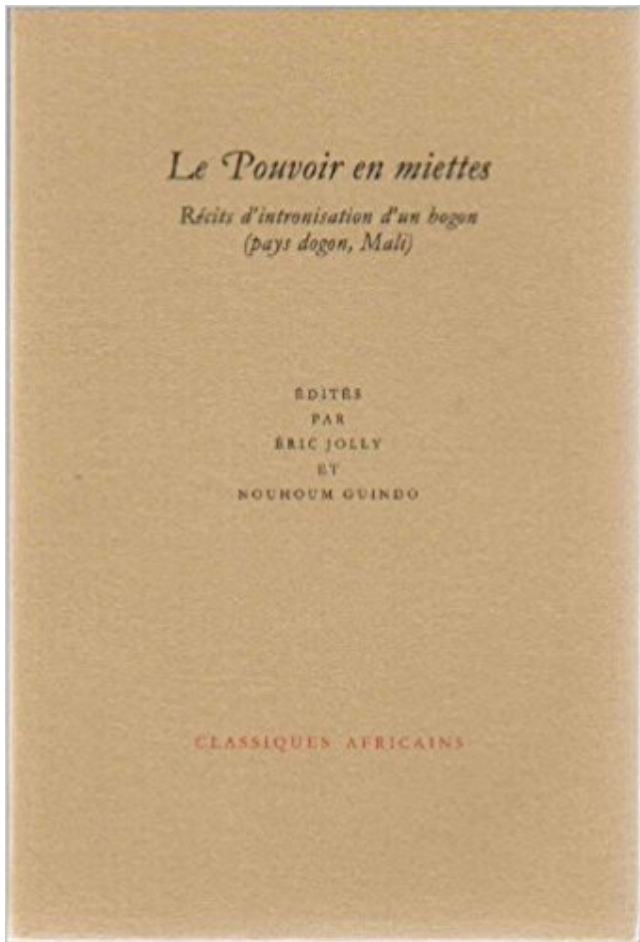 Le Pouvoir en miettes
Récits d'intronisation d'un hogon
(pays dogon, Mali)
ÉDITÉS
PAR
ÉRIC JOLLY
ET
NOUHOUM GUINDO
CLASSIQUES AFRICAINS